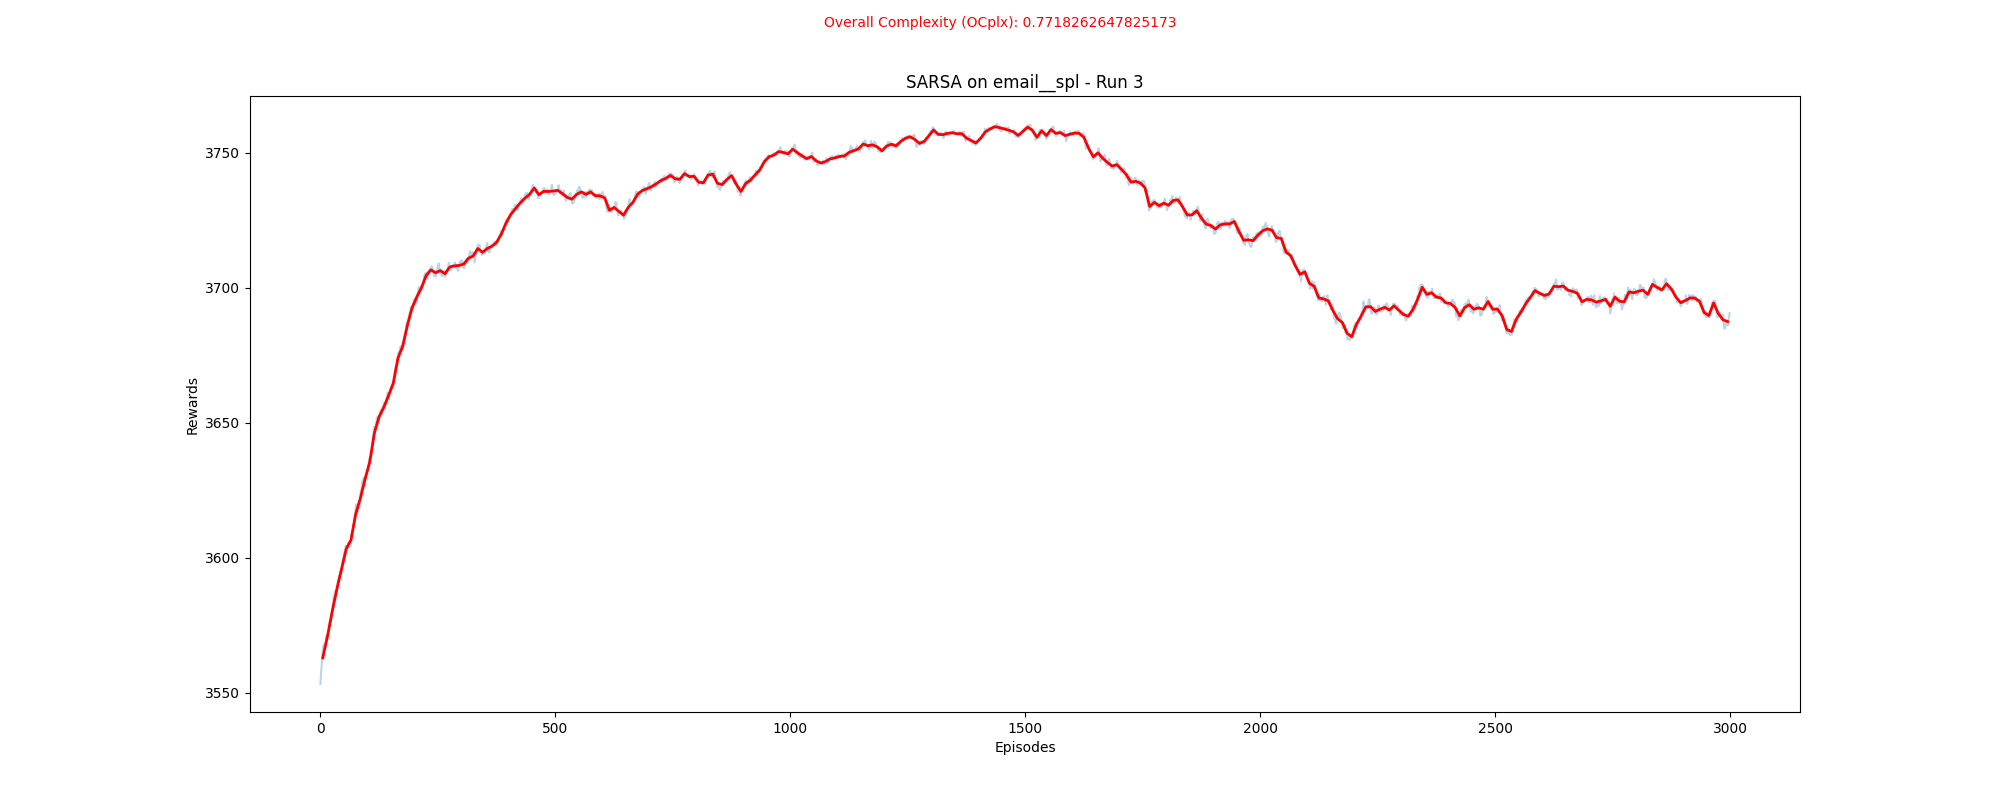 Overall Complexity (OCplx): 0.7718262647825173
SARSA on email__spl - Run 3
3750
3700
3650
3600
3550
Rewards
0 500 1000 1500 2000 2500 3000
Episodes